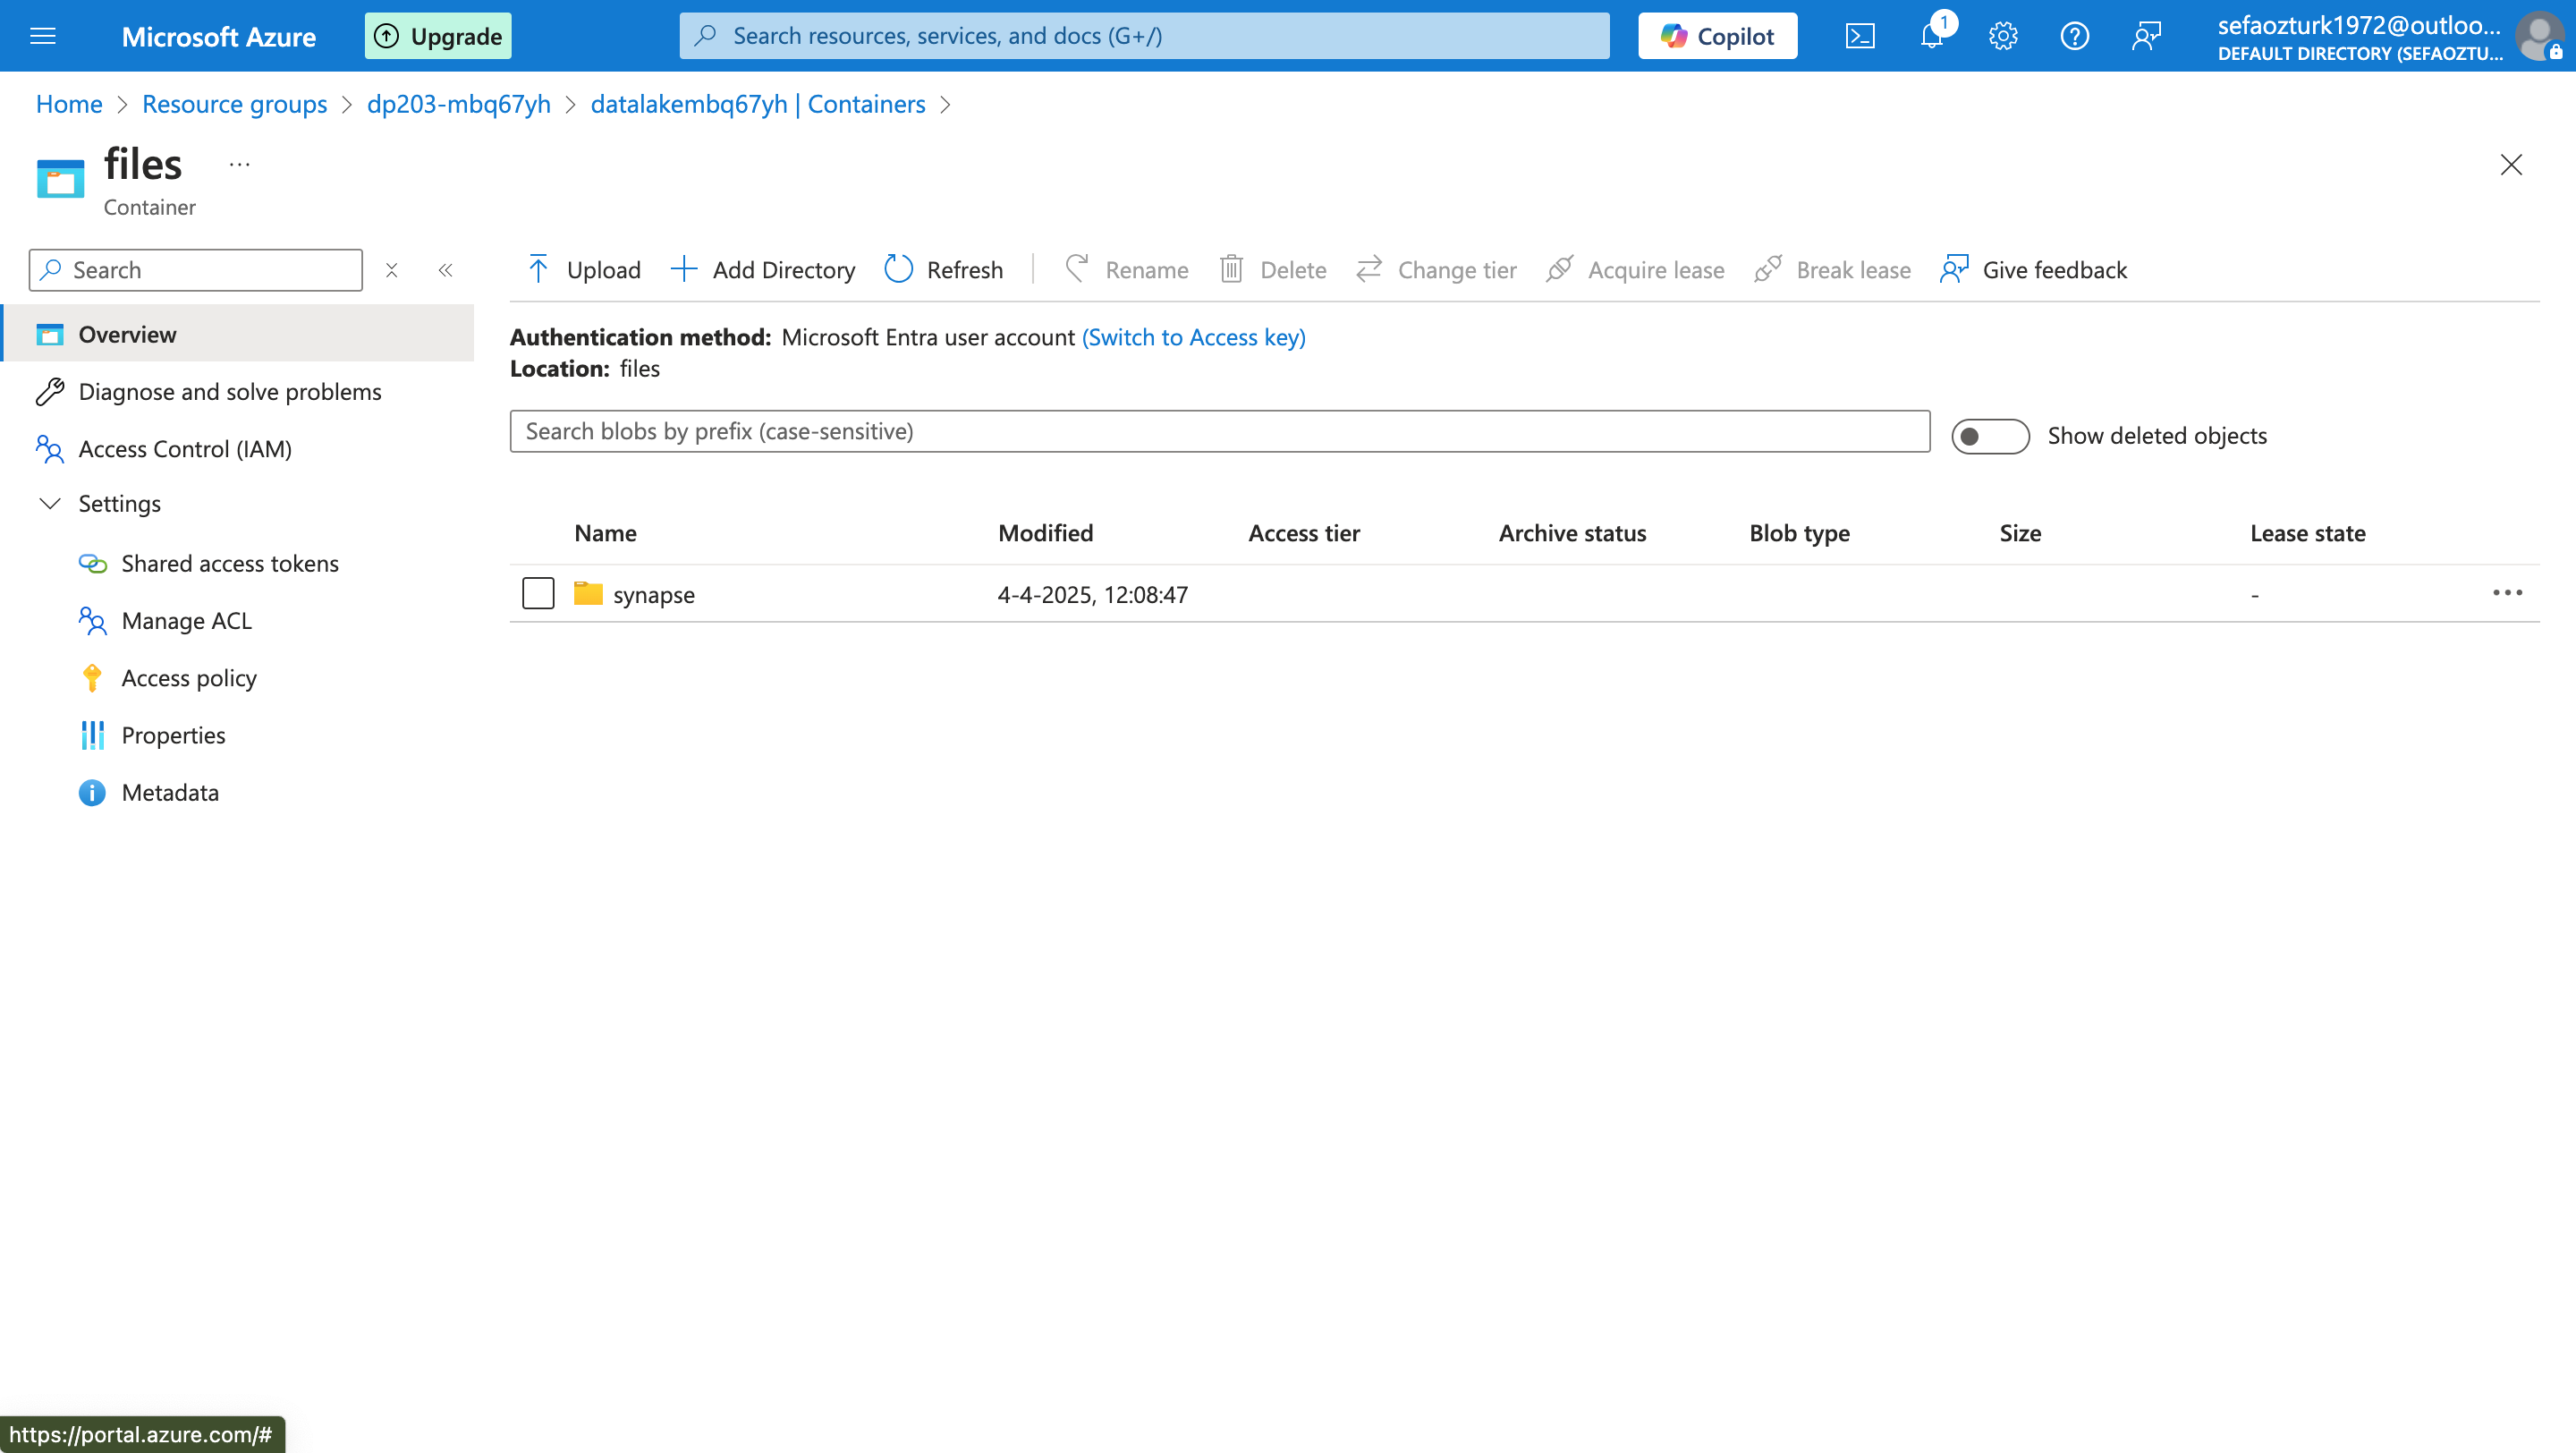 Microsoft Azure
Upgrade
Search resources, services, and docs (G+/)
Copilot
1
sefaozturk1972@outloo...
DEFAULT DIRECTORY (SEFAOZTU...
Home > Resource groups > dp203-mbq67yh > datalakembq67yh | Containers >
files ...
Container
Search
Upload
Add Directory
Refresh
Rename
Delete
Change tier
Acquire lease
Break lease
Give feedback
Overview
Diagnose and solve problems
Access Control (IAM)
Settings
Shared access tokens
Manage ACL
Access policy
Properties
Metadata
Authentication method: Microsoft Entra user account (Switch to Access key)
Location: files
Search blobs by prefix (case-sensitive)
Show deleted objects
Name Modified Access tier Archive status Blob type Size Lease state
synapse 4-4-2025, 12:08:47 - ...
https://portal.azure.com/#